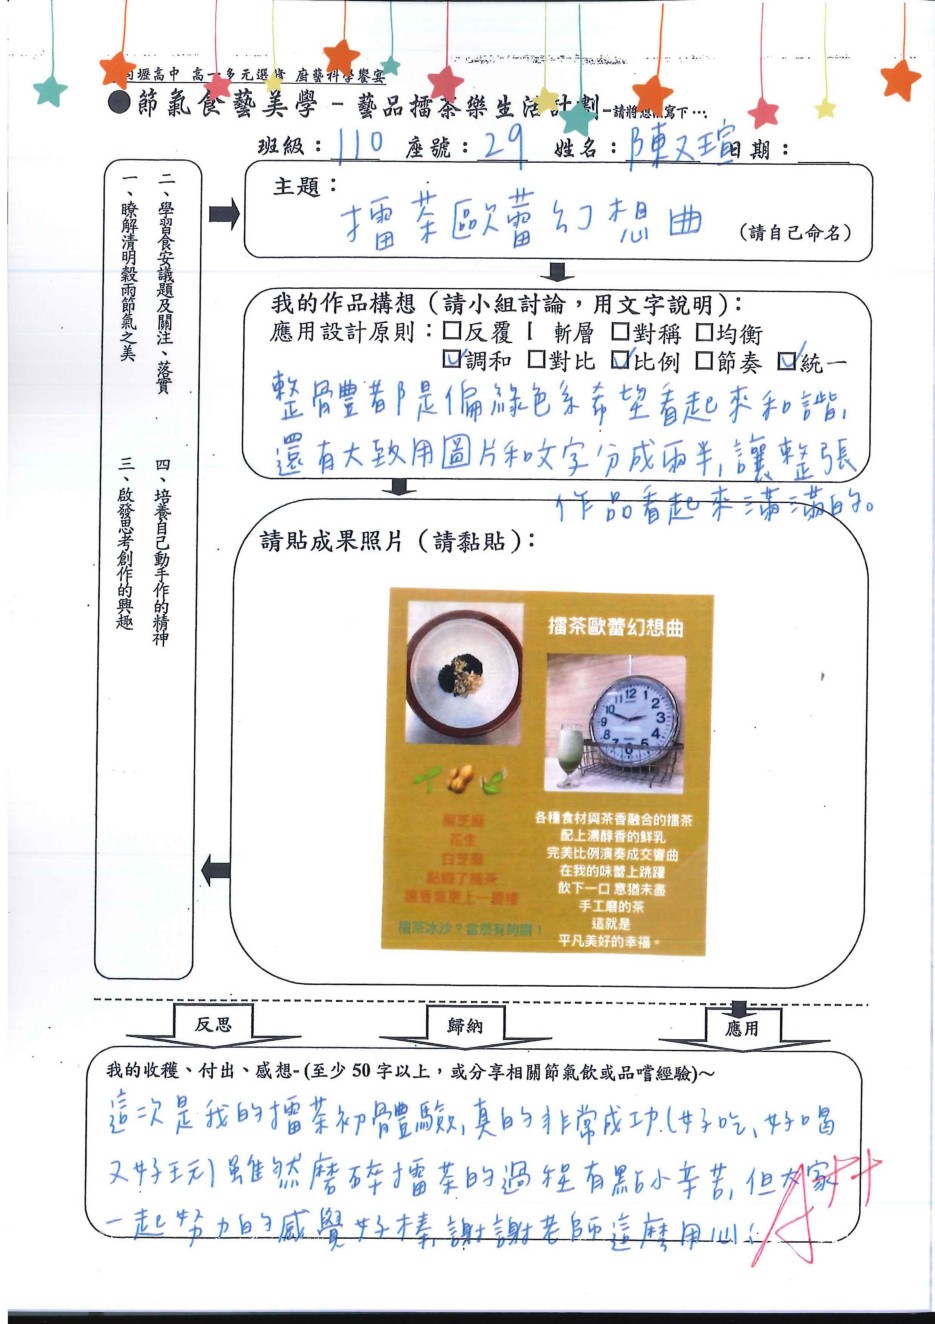 壢高中 高一多元選修 廚藝科學饗宴
●節氣食藝美學－藝品擂茶樂生活計劃－請將想寫下…
班級：110 座號：29 姓名：陳又瑄 日期：
二、學習食安議題及關注、落實
一、瞭解清明穀雨節氣之美
四、培養自己動手作的精神
三、啟發思考創作的興趣
主題：
擂茶歐蕾幻想曲
（請自己命名）
我的作品構想（請小組討論，用文字說明）：
應用設計原則：□反覆 漸層 □對稱 □均衡
☑調和 □對比 ☑比例 □節奏 ☑統一
整體都是偏綠色系希望看起來和諧,
還有大致用圖片和文字分成兩半,讓整張
作品看起來滿滿的。
請貼成果照片（請黏貼）：
擂茶歐蕾幻想曲
12 1 2 3 4 5 6 7 8 9 10 11
黑芝麻
花生
白芝麻
點綴了擂茶
讓香氣更上一層樓
擂茶冰沙？當然有夠讚！
各種食材與茶香融合的擂茶
配上濃醇香的鮮乳
完美比例演奏成交響曲
在我的味蕾上跳躍
飲下一口 意猶未盡
手工磨的茶
這就是
平凡美好的幸福。
反思
歸納
應用
我的收穫、付出、感想-(至少 50 字以上，或分享相關節氣飲或品嚐經驗)～
這次是我的擂茶初體驗,真的非常成功!(好吃、好喝
又好玩)雖然磨碎擂茶的過程有點小辛苦,但大家
一起努力的感覺好棒,謝謝老師這麼用心:
A++